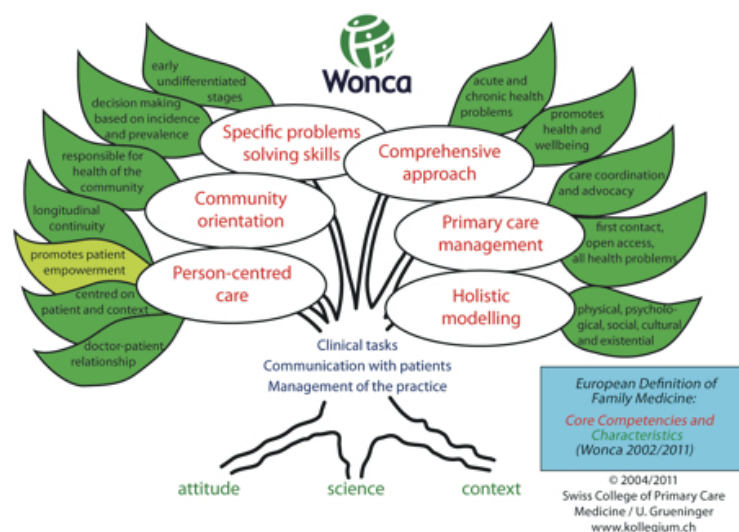 Wonca
early
undifferentiated
stages
decision making
based on incidence
and prevalence
responsible for
health of the
community
longitudinal
continuity
promotes patient
empowerment
centred on
patient and context
doctor-patient
relationship
Specific problems
solving skills
Community
orientation
Person-centred
care
Comprehensive
approach
Primary care
management
Holistic
modelling
acute and
chronic health
problems
promotes
health and
wellbeing
care coordination
and advocacy
first contact,
open access,
all health problems
physical, psycholo-
gical, social, cultural
and existential
Clinical tasks
Communication with patients
Management of the practice
attitude
science
context
European Definition of
Family Medicine:
Core Competencies and
Characteristics
(Wonca 2002/2011)
© 2004/2011
Swiss College of Primary Care
Medicine / U. Grueninger
www.kollegium.ch